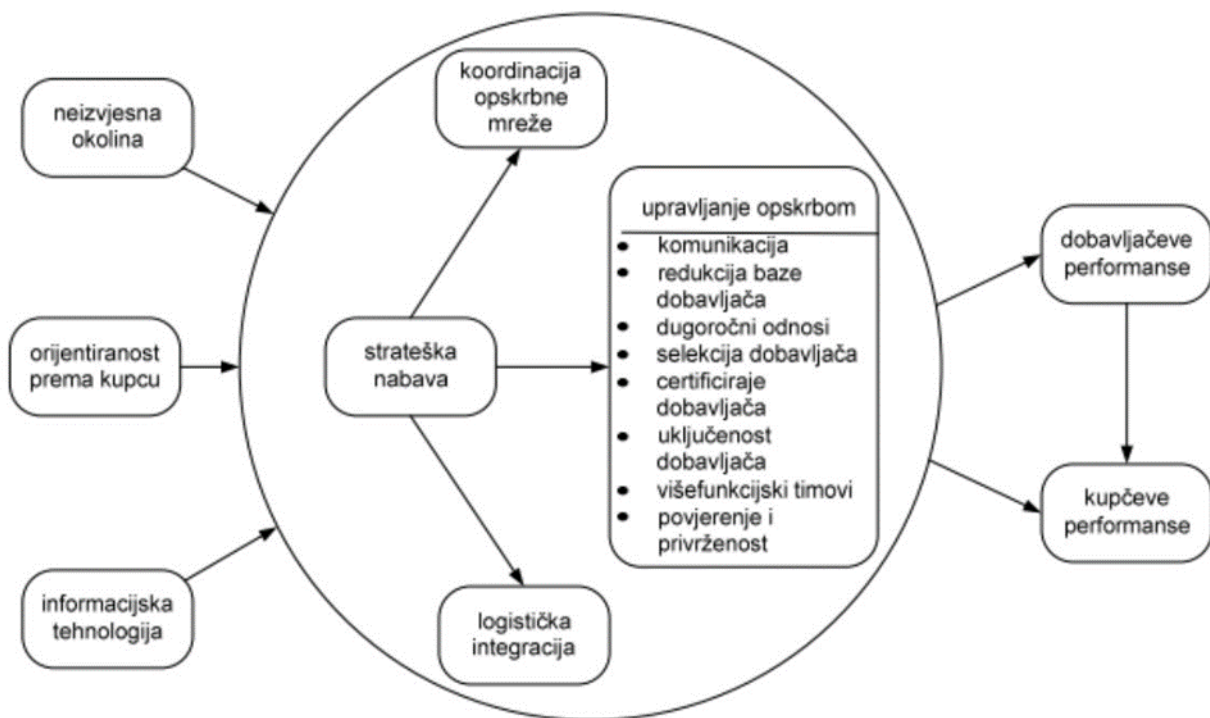 neizvjesna
okolina
orijentiranost
prema kupcu
informacijska
tehnologija
koordinacija
opskrbne
mreže
strateška
nabava
logistička
integracija
upravljanje opskrbom
• komunikacija
• redukcija baze
dobavljača
• dugoročni odnosi
• selekcija dobavljača
• certificiraje
dobavljača
• uključenost
dobavljača
• višefunkcijski timovi
• povjerenje i
privrženost
dobavljačeve
performanse
kupčeve
performanse